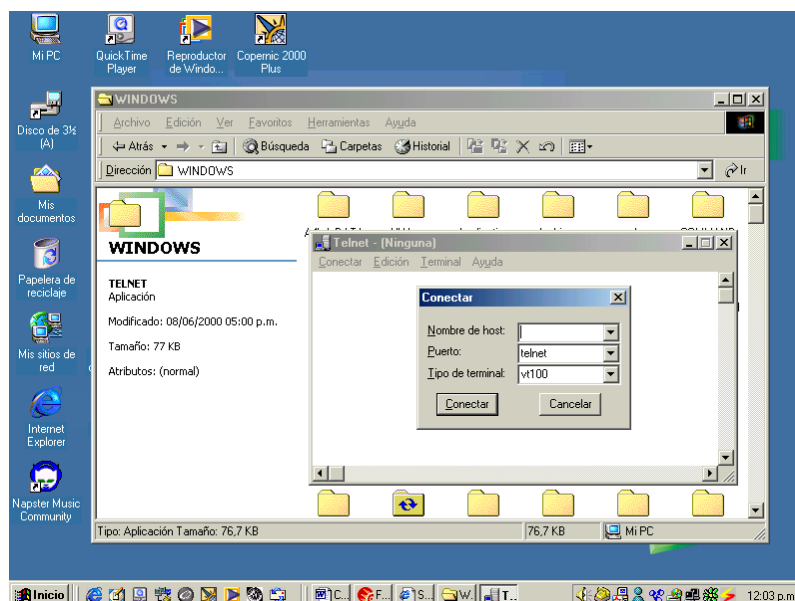 Mi PC
QuickTime
Player
Reproductor
de Windo...
Copernic 2000
Plus
Disco de 3½
(A)
Mis
documentos
Papelera de
reciclaje
Mis sitios de
red
Internet
Explorer
Napster Music
Community
WINDOWS
Archivo Edición Ver Favoritos Herramientas Ayuda
Atrás Búsqueda Carpetas Historial
Dirección WINDOWS Ir
WINDOWS
TELNET
Aplicación
Modificado: 08/06/2000 05:00 p.m.
Tamaño: 77 KB
Atributos: (normal)
Telnet - (Ninguna)
Conectar Edición Terminal Ayuda
Conectar
Nombre de host:
Puerto: telnet
Tipo de terminal: vt100
Conectar Cancelar
Tipo: Aplicación Tamaño: 76,7 KB 76,7 KB Mi PC
Inicio C... F... S... W. T.. 12:03 p.m